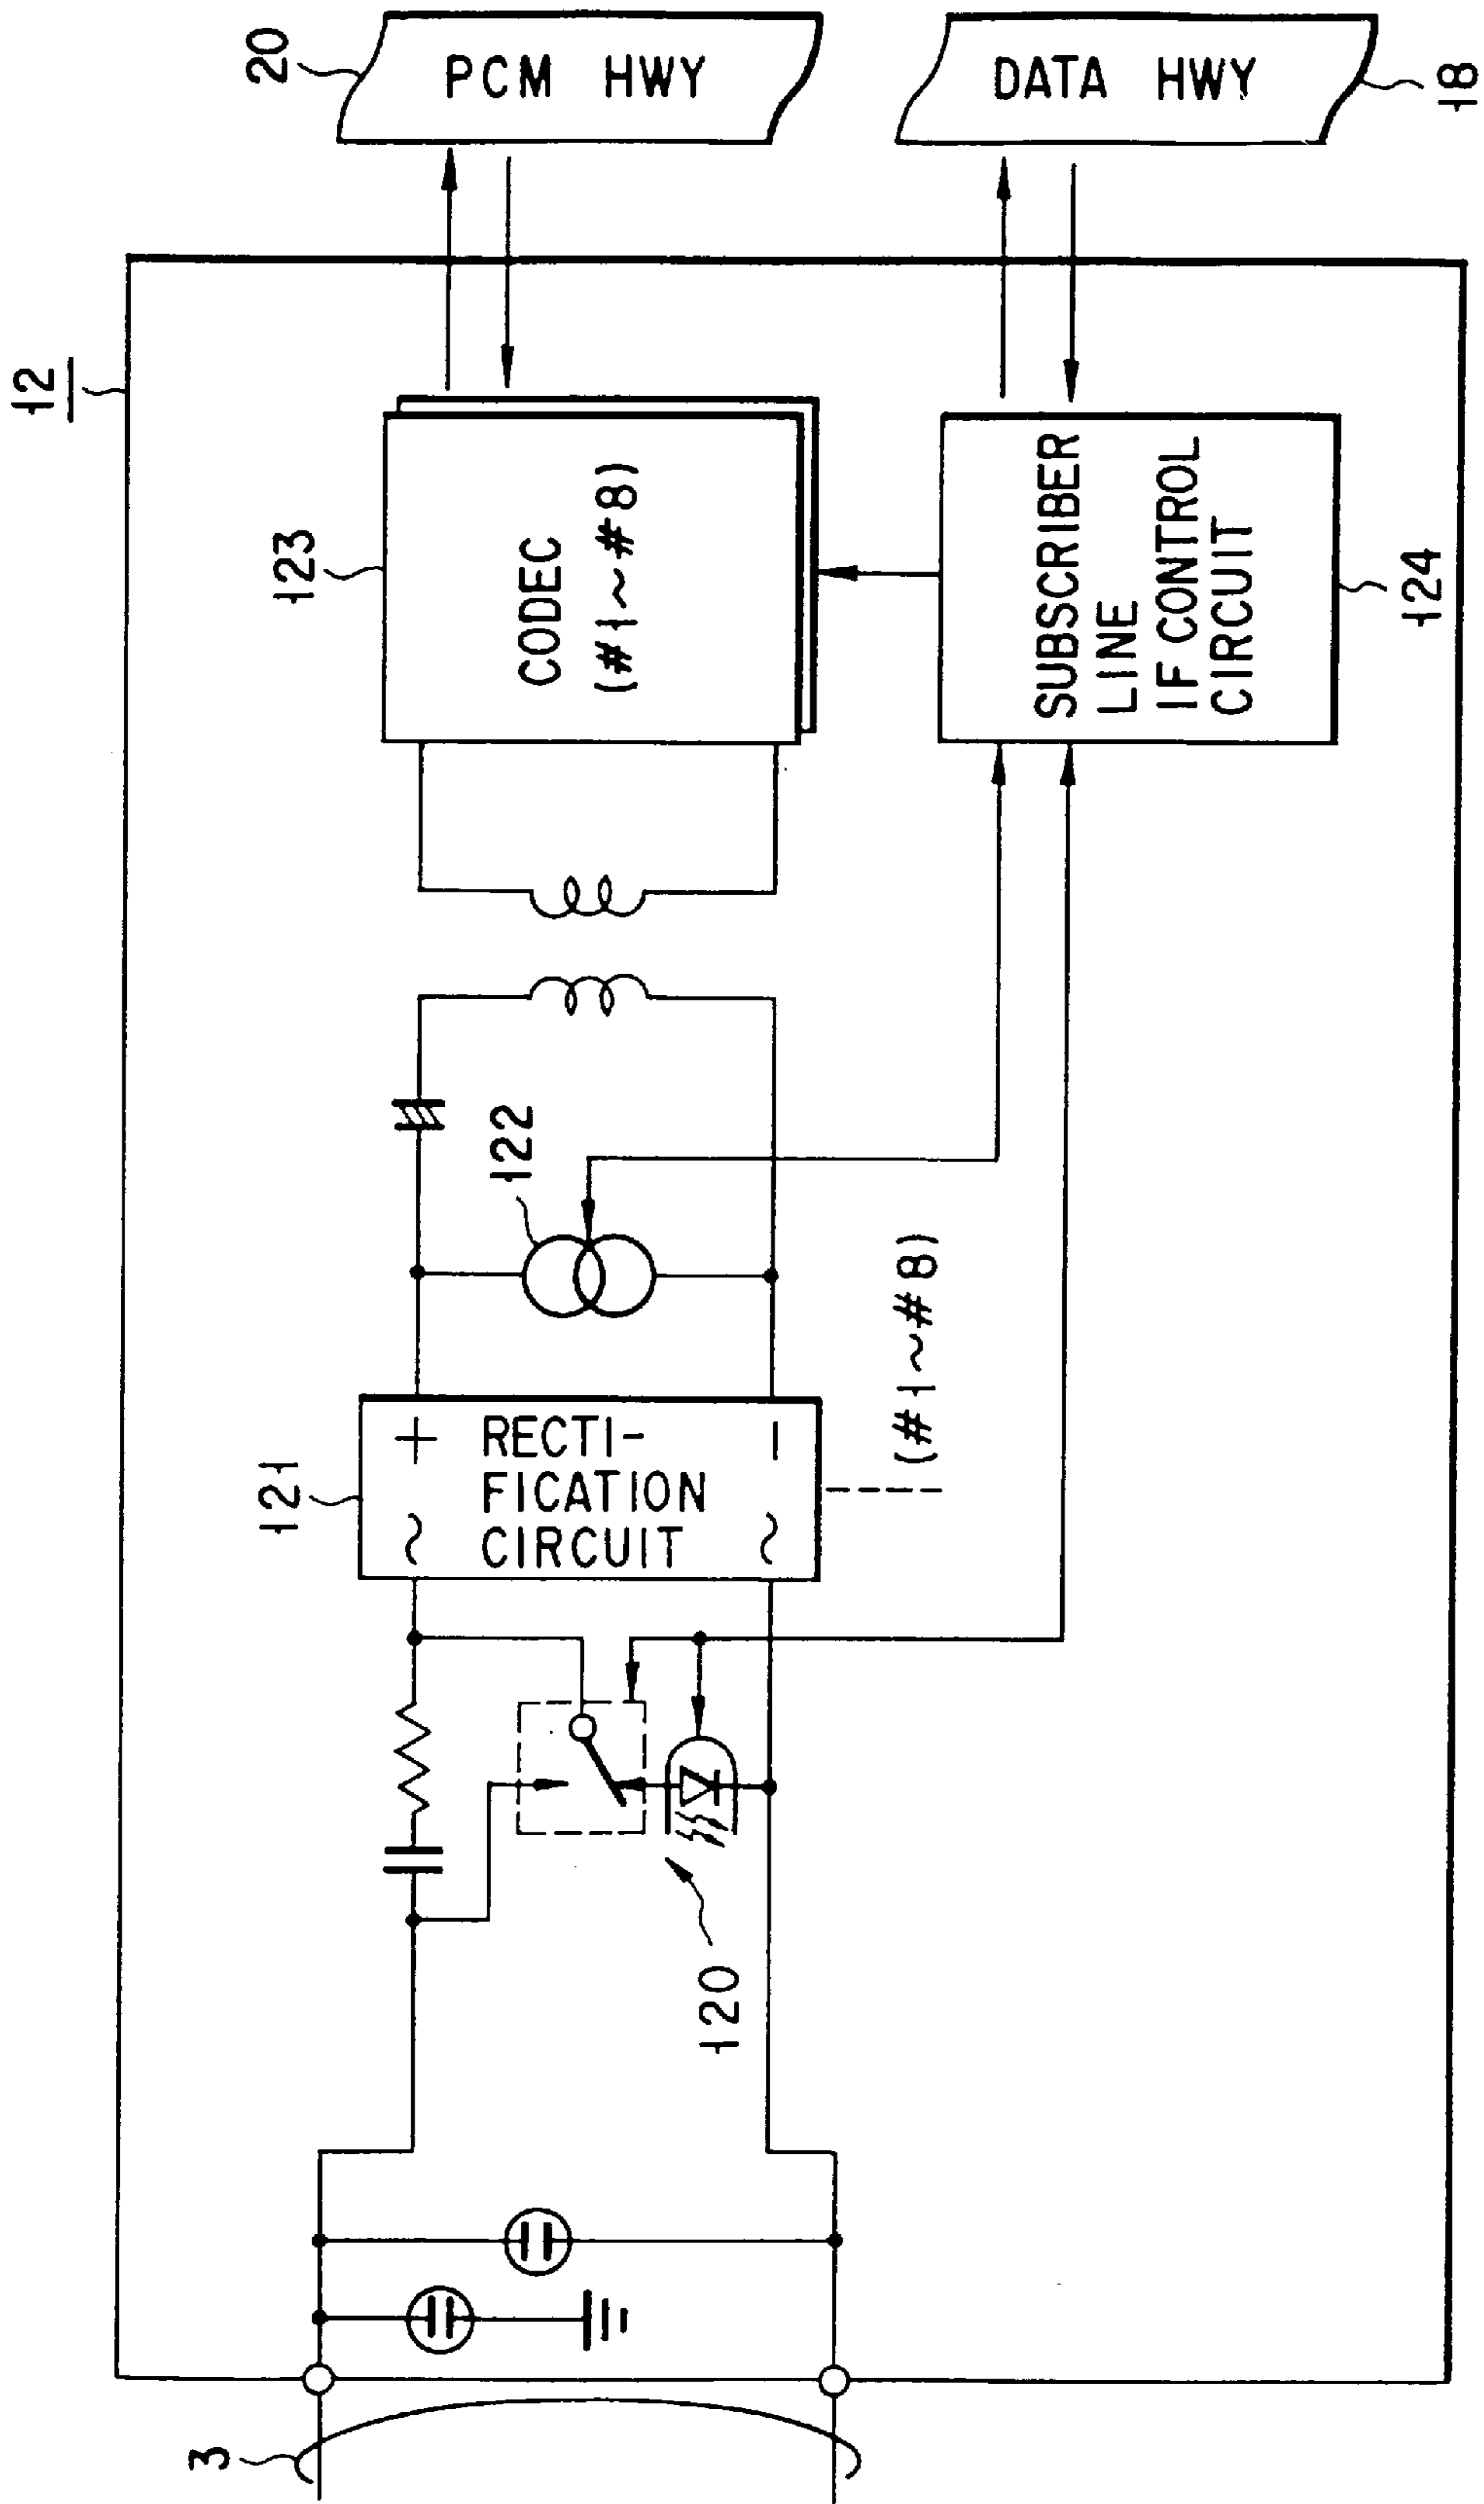 20
PCM HWY
DATA HWY
18
12
123
CODEC
(#1~#8)
SUBSCRIBER
LINE
IF CONTROL
CIRCUIT
124
122
121
+ RECTI- −
FICATION
~ CIRCUIT ~
(#1~#8)
120
3